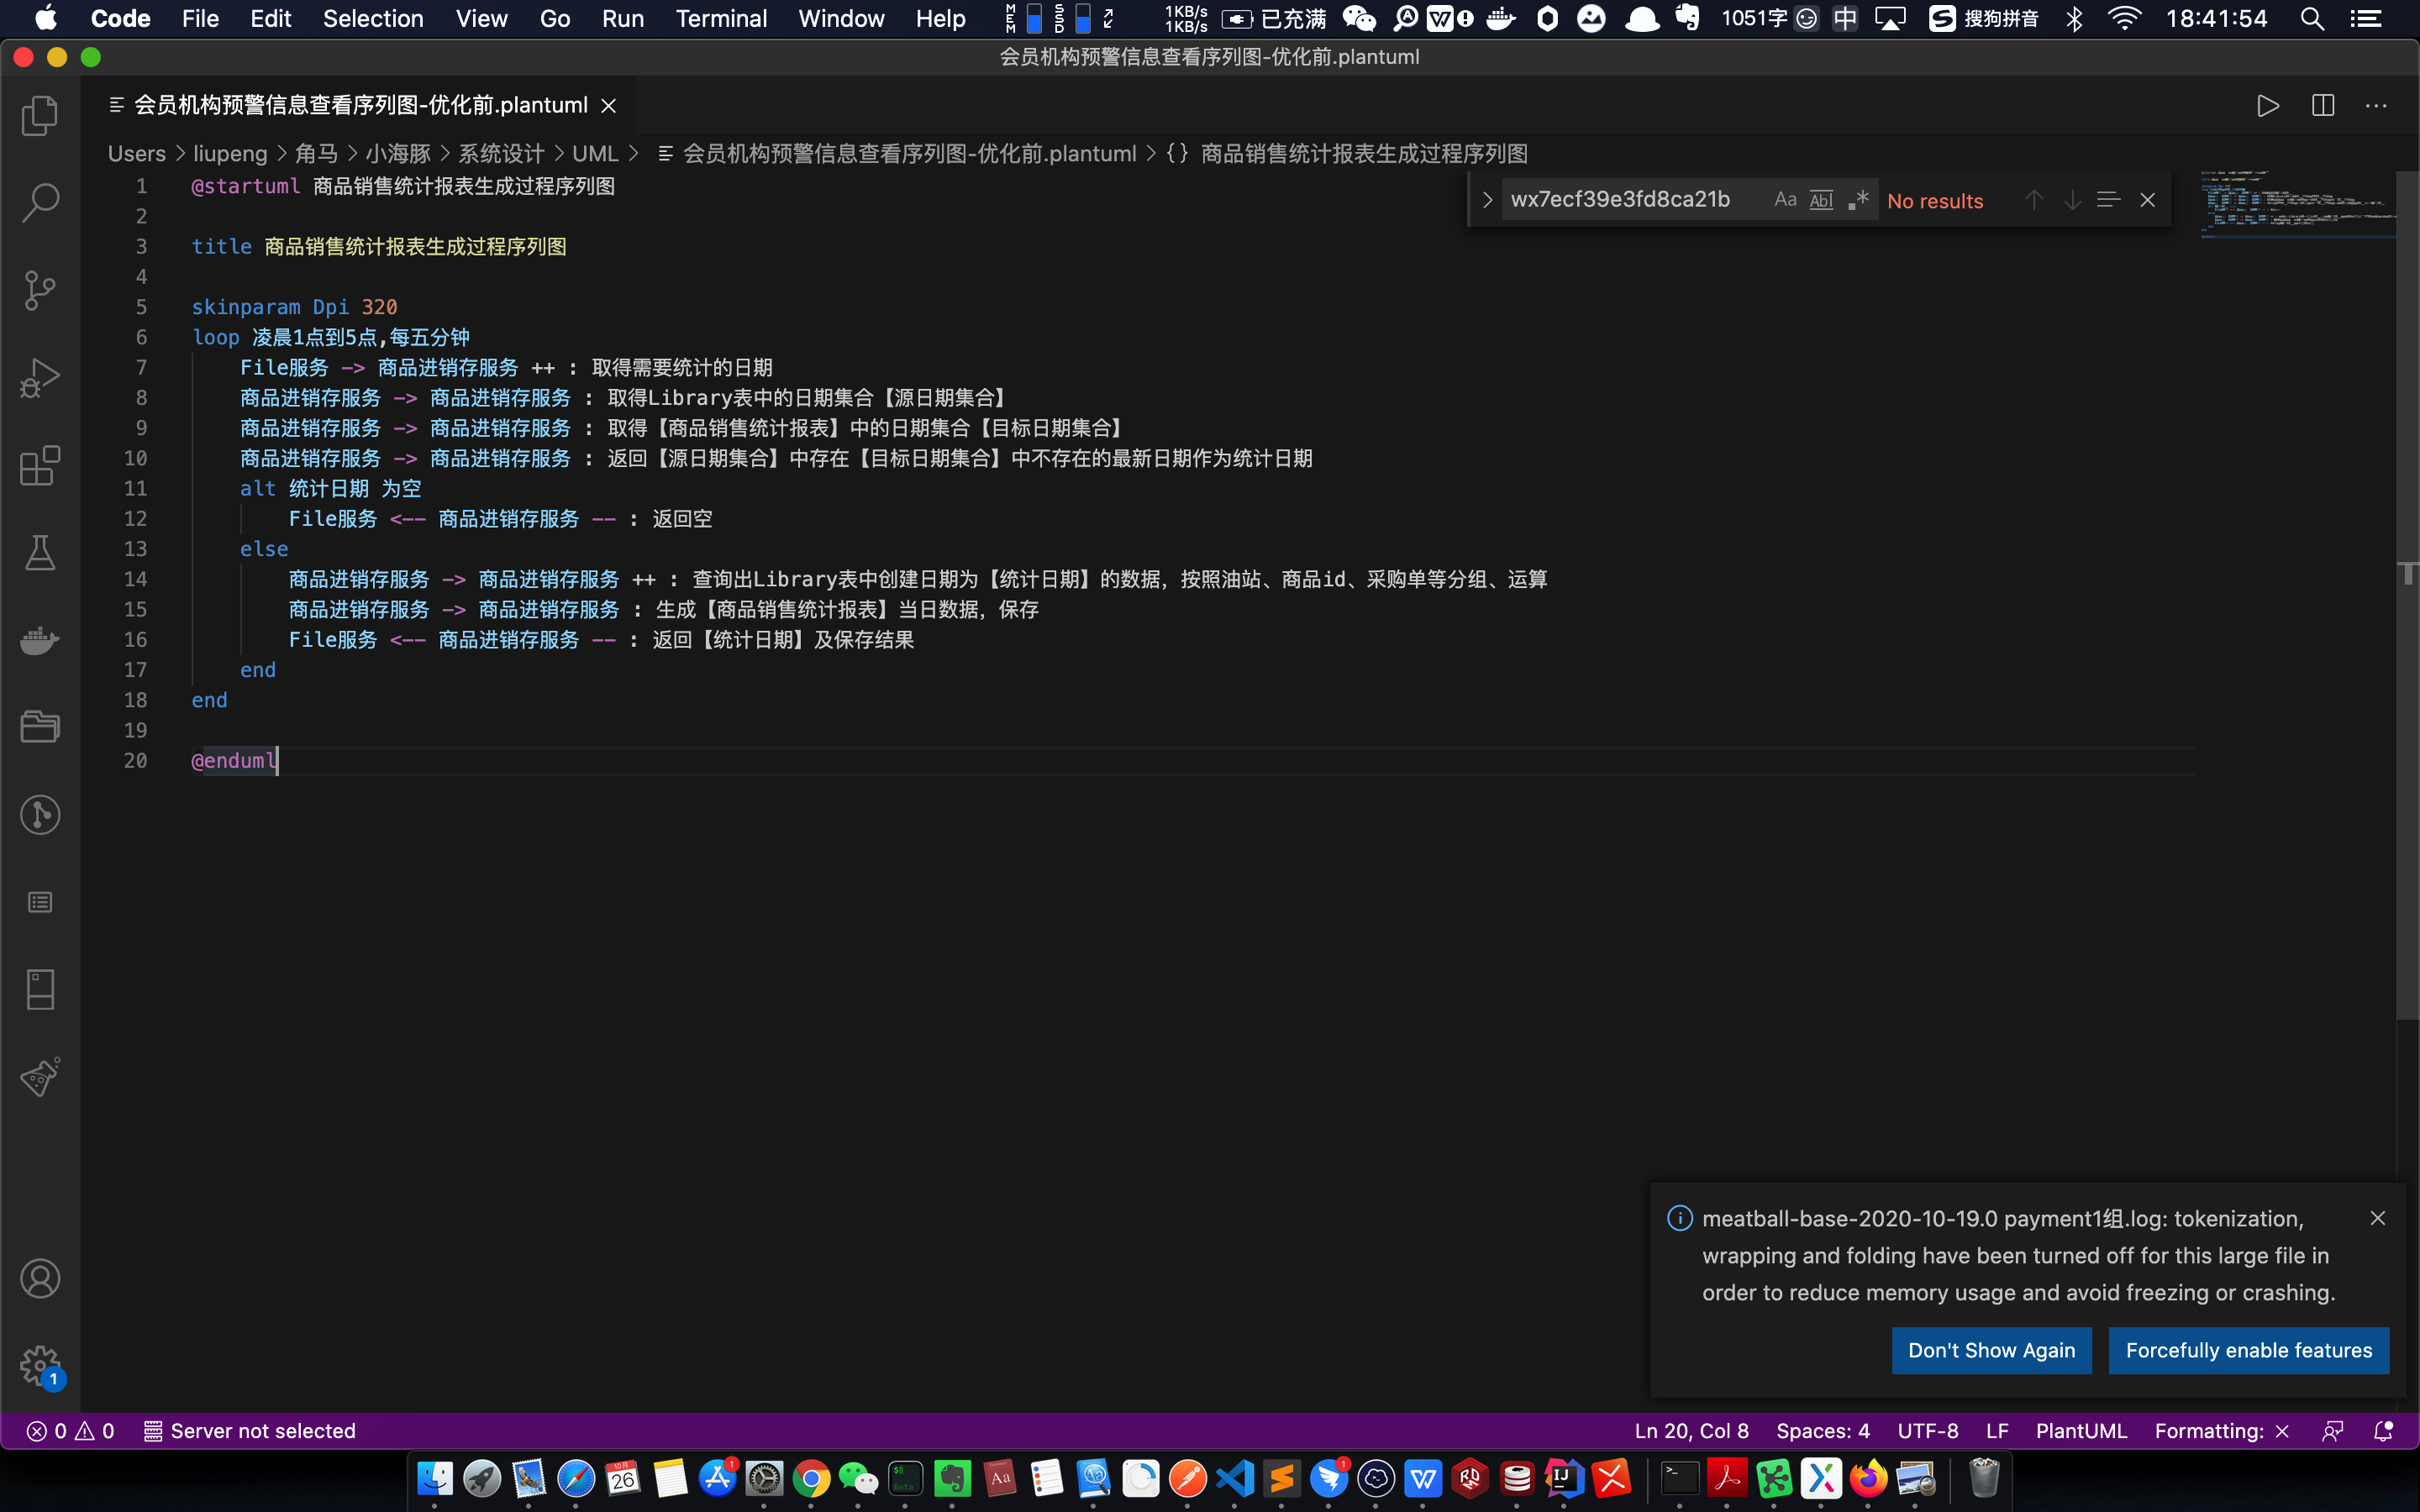 Code File Edit Selection View Go Run Terminal Window Help MEM SSD 1KB/s 1KB/s 已充满 1051字 中 搜狗拼音 18:41:54
会员机构预警信息查看序列图-优化前.plantuml
会员机构预警信息查看序列图-优化前.plantuml
Users > liupeng > 角马 > 小海豚 > 系统设计 > UML > 会员机构预警信息查看序列图-优化前.plantuml > {} 商品销售统计报表生成过程序列图
wx7ecf39e3fd8ca21b Aa Abl .* No results
1 @startuml 商品销售统计报表生成过程序列图
2
3 title 商品销售统计报表生成过程序列图
4
5 skinparam Dpi 320
6 loop 凌晨1点到5点,每五分钟
7 File服务 -> 商品进销存服务 ++ : 取得需要统计的日期
8 商品进销存服务 -> 商品进销存服务 : 取得Library表中的日期集合【源日期集合】
9 商品进销存服务 -> 商品进销存服务 : 取得【商品销售统计报表】中的日期集合【目标日期集合】
10 商品进销存服务 -> 商品进销存服务 : 返回【源日期集合】中存在【目标日期集合】中不存在的最新日期作为统计日期
11 alt 统计日期 为空
12 File服务 <-- 商品进销存服务 -- : 返回空
13 else
14 商品进销存服务 -> 商品进销存服务 ++ : 查询出Library表中创建日期为【统计日期】的数据，按照油站、商品id、采购单等分组、运算
15 商品进销存服务 -> 商品进销存服务 : 生成【商品销售统计报表】当日数据，保存
16 File服务 <-- 商品进销存服务 -- : 返回【统计日期】及保存结果
17 end
18 end
19
20 @enduml
meatball-base-2020-10-19.0 payment1组.log: tokenization,
wrapping and folding have been turned off for this large file in
order to reduce memory usage and avoid freezing or crashing.
Don't Show Again Forcefully enable features
1
0 0 Server not selected Ln 20, Col 8 Spaces: 4 UTF-8 LF PlantUML Formatting: ×
10月 26 1 Aa 1 RD IJ